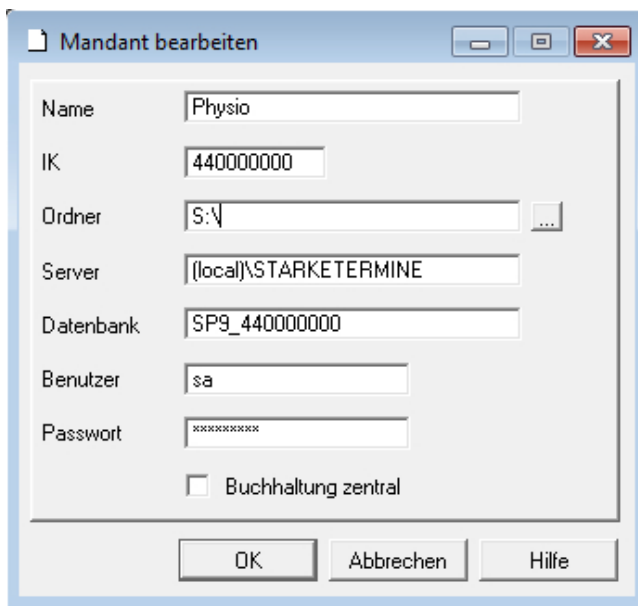 Mandant bearbeiten
Name Physio
IK 440000000
Ordner S:\ ...
Server (local)\STARKETERMINE
Datenbank SP9_440000000
Benutzer sa
Passwort *********
Buchhaltung zentral
OK Abbrechen Hilfe